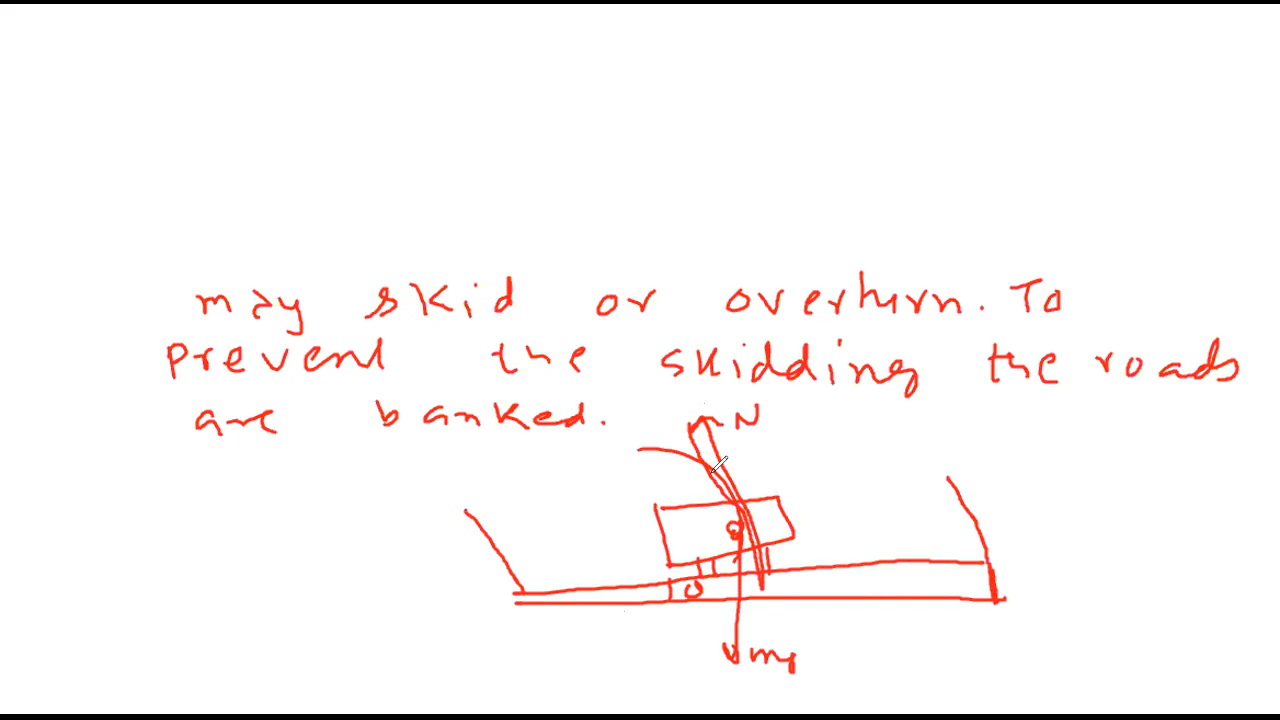 may skid or overturn. To
prevent the skidding the roads
are banked.
N
θ
θ
mg